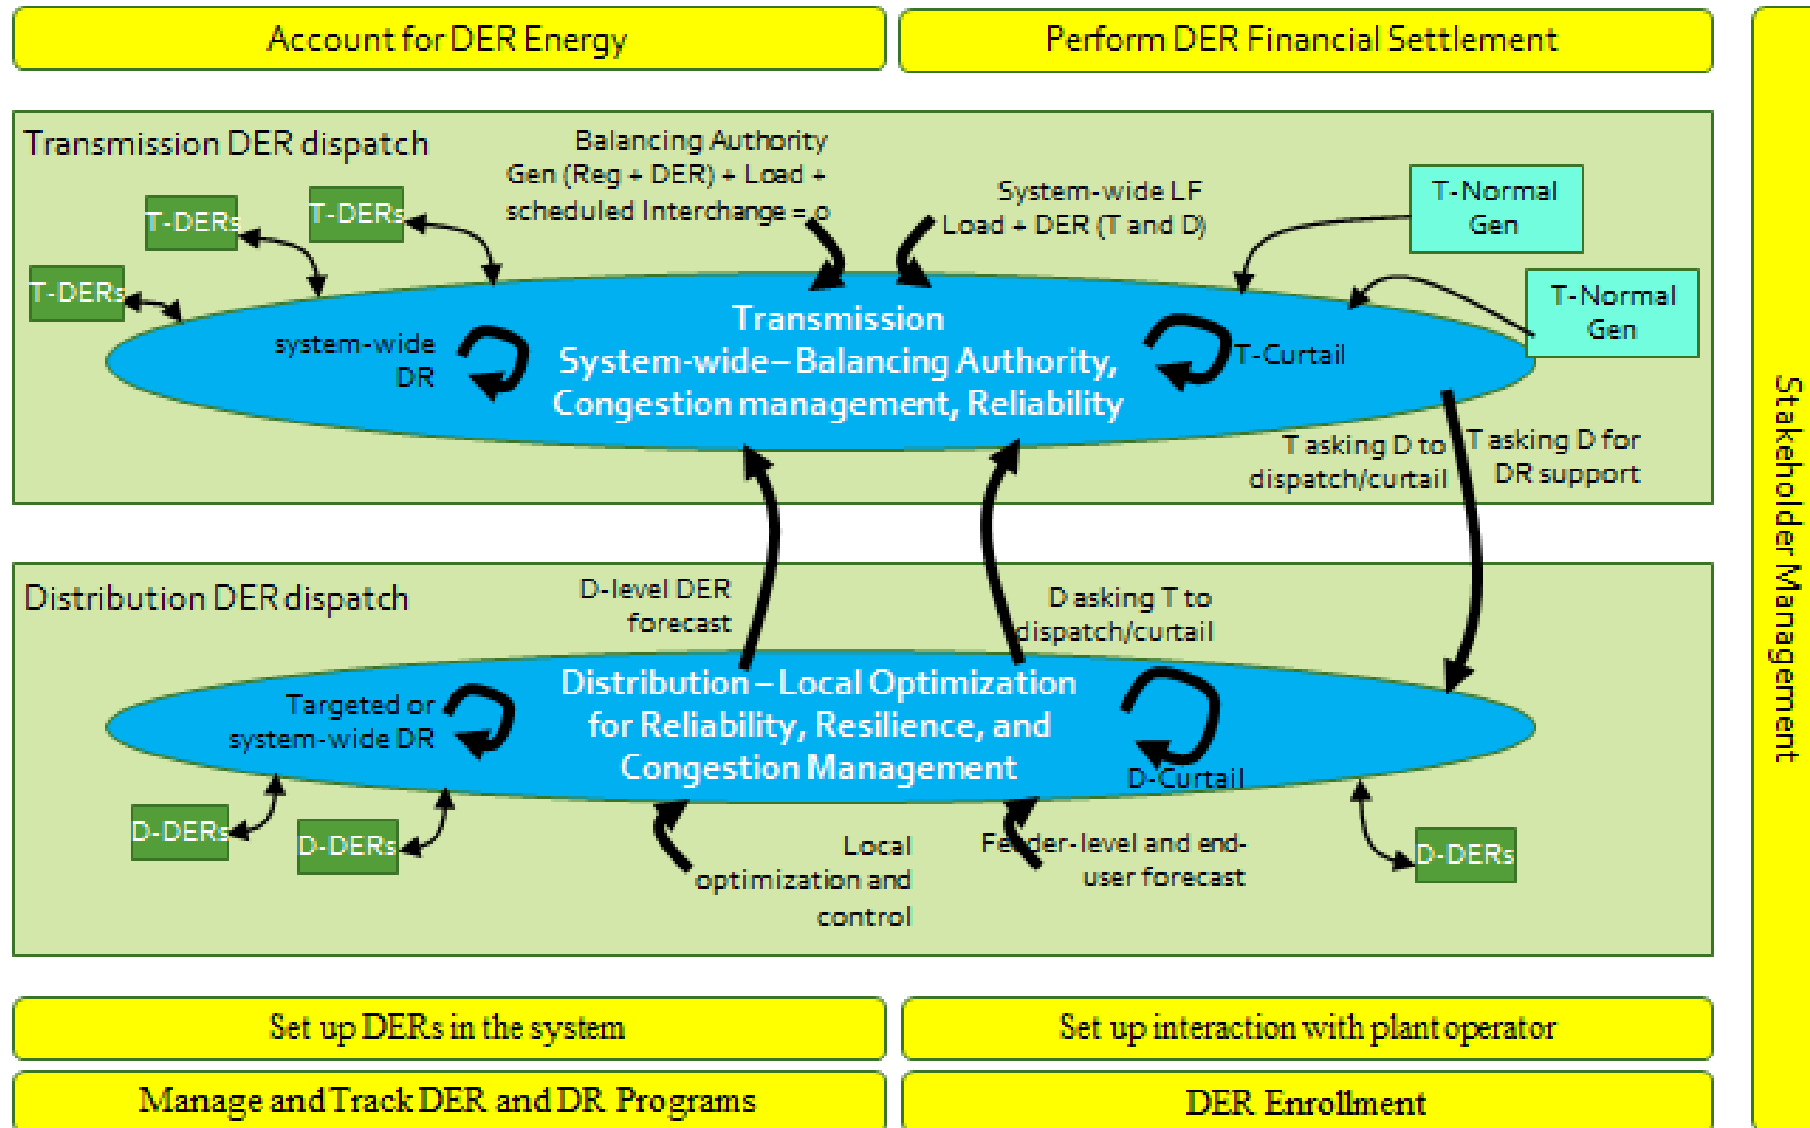 Account for DER Energy
Perform DER Financial Settlement
Stakeholder Management
Transmission DER dispatch
Balancing Authority
Gen (Reg + DER) + Load +
scheduled Interchange = 0
System-wide LF
Load + DER (T and D)
T-Normal
Gen
T-Normal
Gen
T-DERs
T-DERs
T-DERs
system-wide
DR
Transmission
System-wide–Balancing Authority,
Congestion management, Reliability
T-Curtail
T asking D to
dispatch/curtail
T asking D for
DR support
Distribution DER dispatch
D-level DER
forecast
D asking T to
dispatch/curtail
Targeted or
system-wide DR
Distribution – Local Optimization
for Reliability, Resilience, and
Congestion Management
D-Curtail
D-DERs
D-DERs
Local
optimization and
control
Feeder-level and end-
user forecast
D-DERs
Set up DERs in the system
Set up interaction with plant operator
Manage and Track DER and DR Programs
DER Enrollment